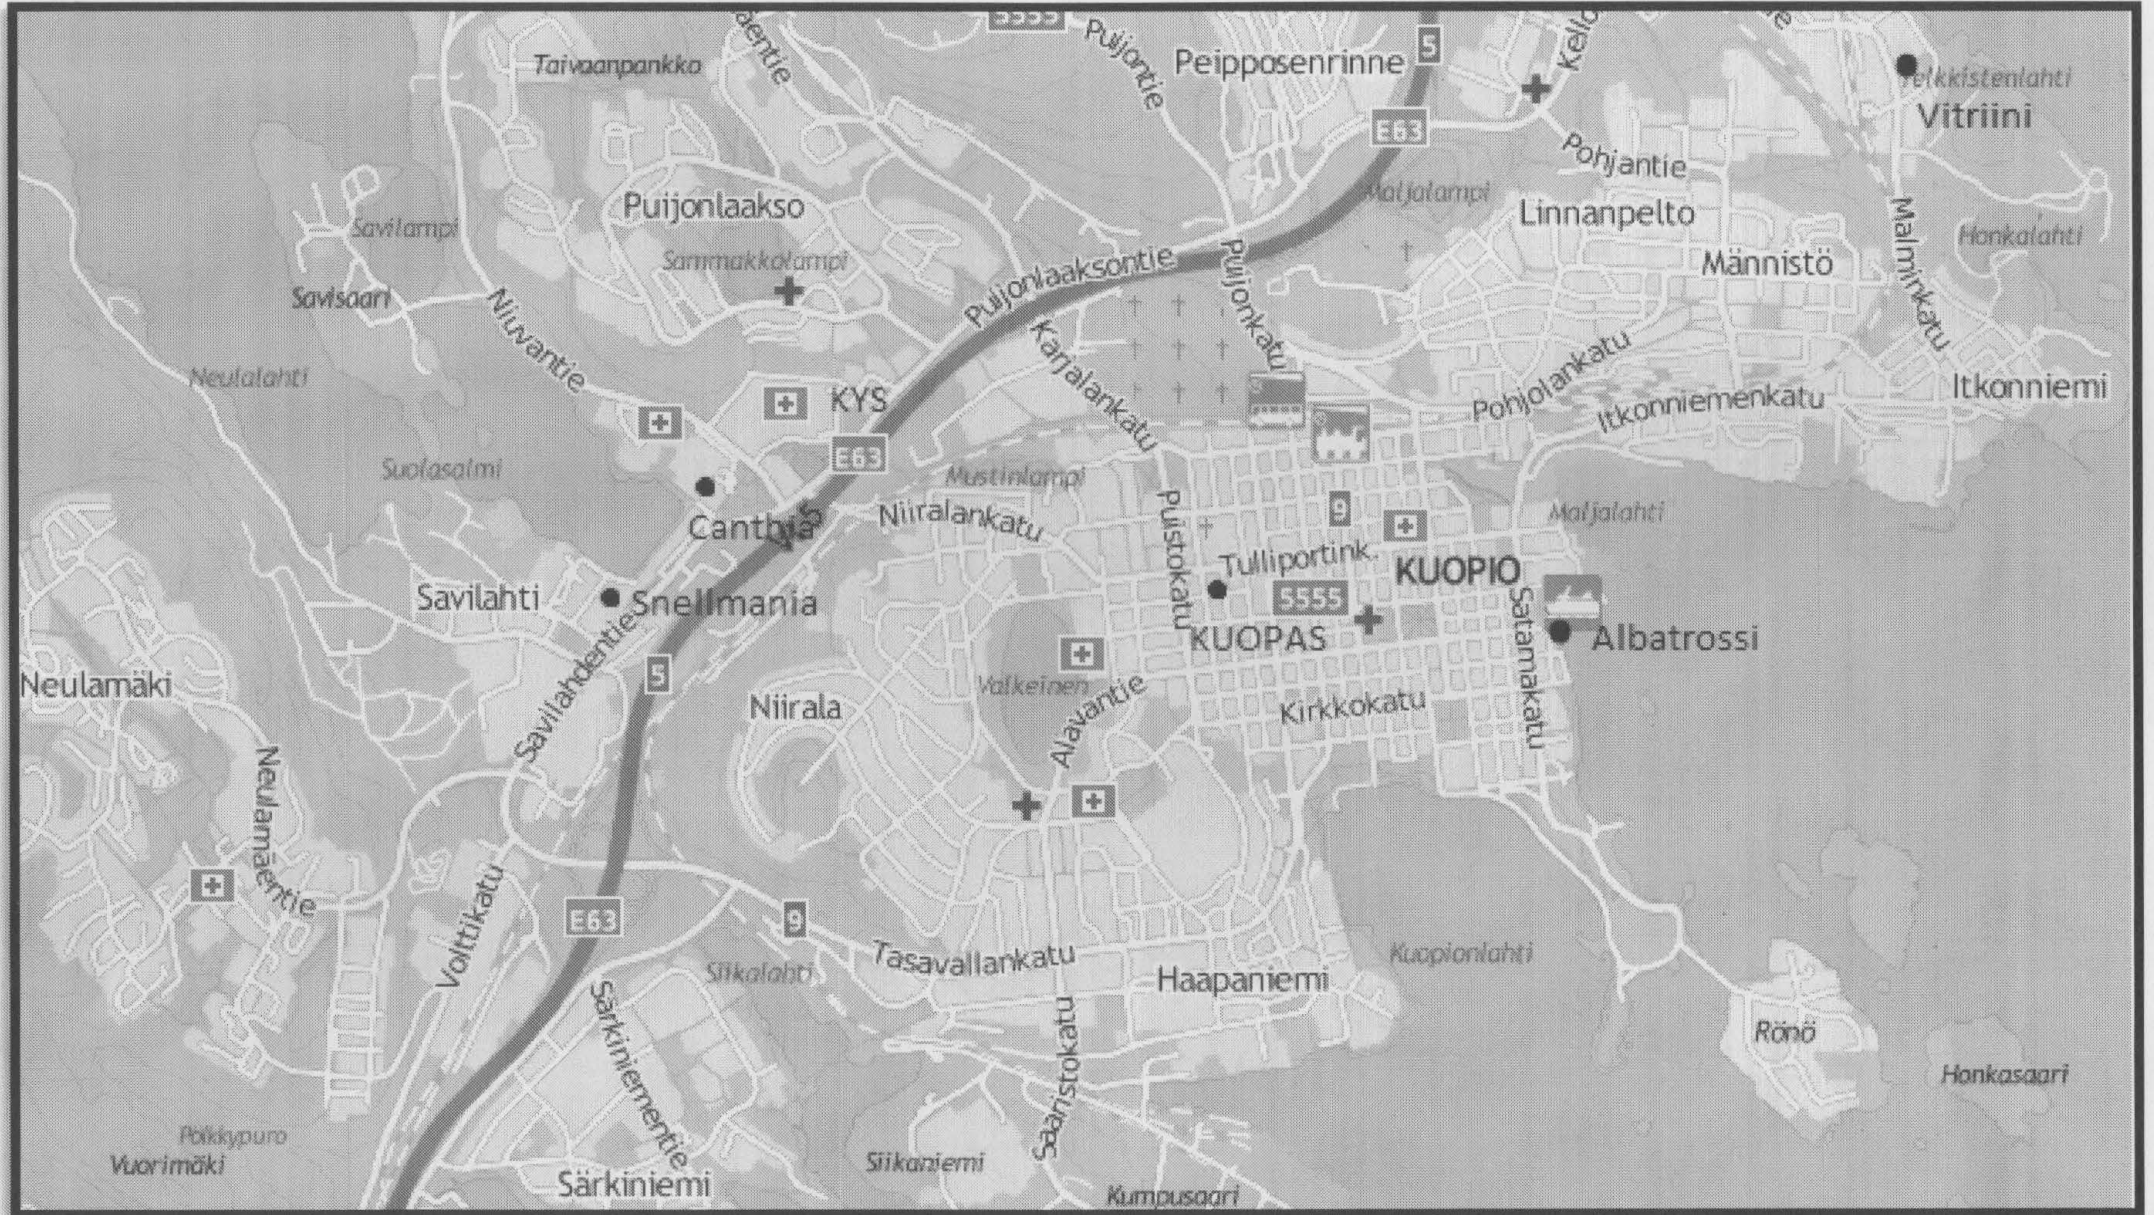 5555
Puijontie
Peipposenrinne
5
Taivaanpankko
Vitriini
E63
Pohjantie
Maljalampi
Puijonlaakso
Linnanpelto
Savilampi
Honkalahti
Männistö
Malminkatu
Sammakkolampi
Puijonlaaksontie
Puijonkatu
Savisaari
Niuvantie
Karjalankatu
Neulalahti
KYS
Pohjolankatu
Itkonniemenkatu
Itkonniemi
E63
Suolasalmi
Mustinlampi
Niiralankatu
Puistokatu
9
Maljalahti
Canthia
5
Tulliportink.
KUOPIO
Savilahti
Snellmania
5555
KUOPAS
Satamakatu
Albatrossi
Savilahdentie
5
Neulamäki
Valkeinen
Alavantie
Niirala
Kirkkokatu
Neulamäentie
Volttikatu
E63
9
Tasavallankatu
Siikalahti
Haapaniemi
Kuopionlahti
Särkiniementie
Saaristokatu
Rönö
Honkasaari
Pölkkypuro
Vuorimäki
Siikaniemi
Särkiniemi
Kumpusaari